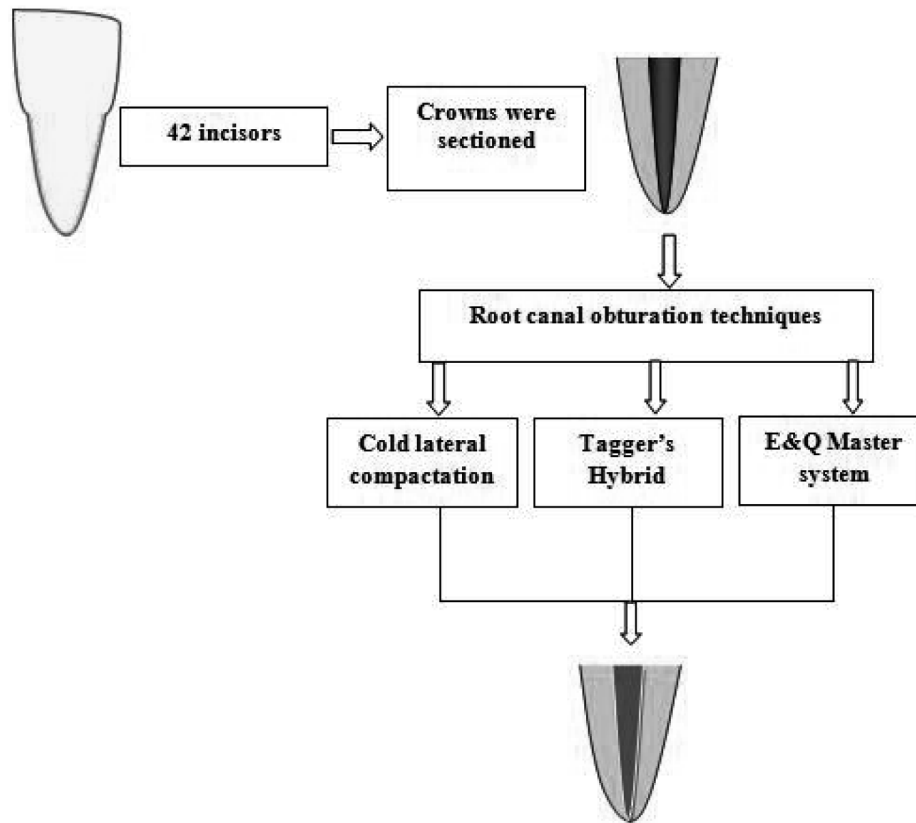 42 incisors
Crowns were
sectioned
Root canal obturation techniques
Cold lateral
compactation
Tagger’s
Hybrid
E&Q Master
system